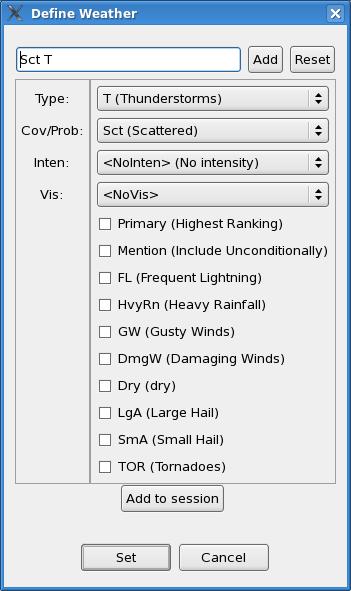 Define Weather
Sct T Add Reset
Type: T (Thunderstorms)
Cov/Prob: Sct (Scattered)
Inten: <NoInten> (No intensity)
Vis: <NoVis>
Primary (Highest Ranking)
Mention (Include Unconditionally)
FL (Frequent Lightning)
HvyRn (Heavy Rainfall)
GW (Gusty Winds)
DmgW (Damaging Winds)
Dry (dry)
LgA (Large Hail)
SmA (Small Hail)
TOR (Tornadoes)
Add to session
Set Cancel